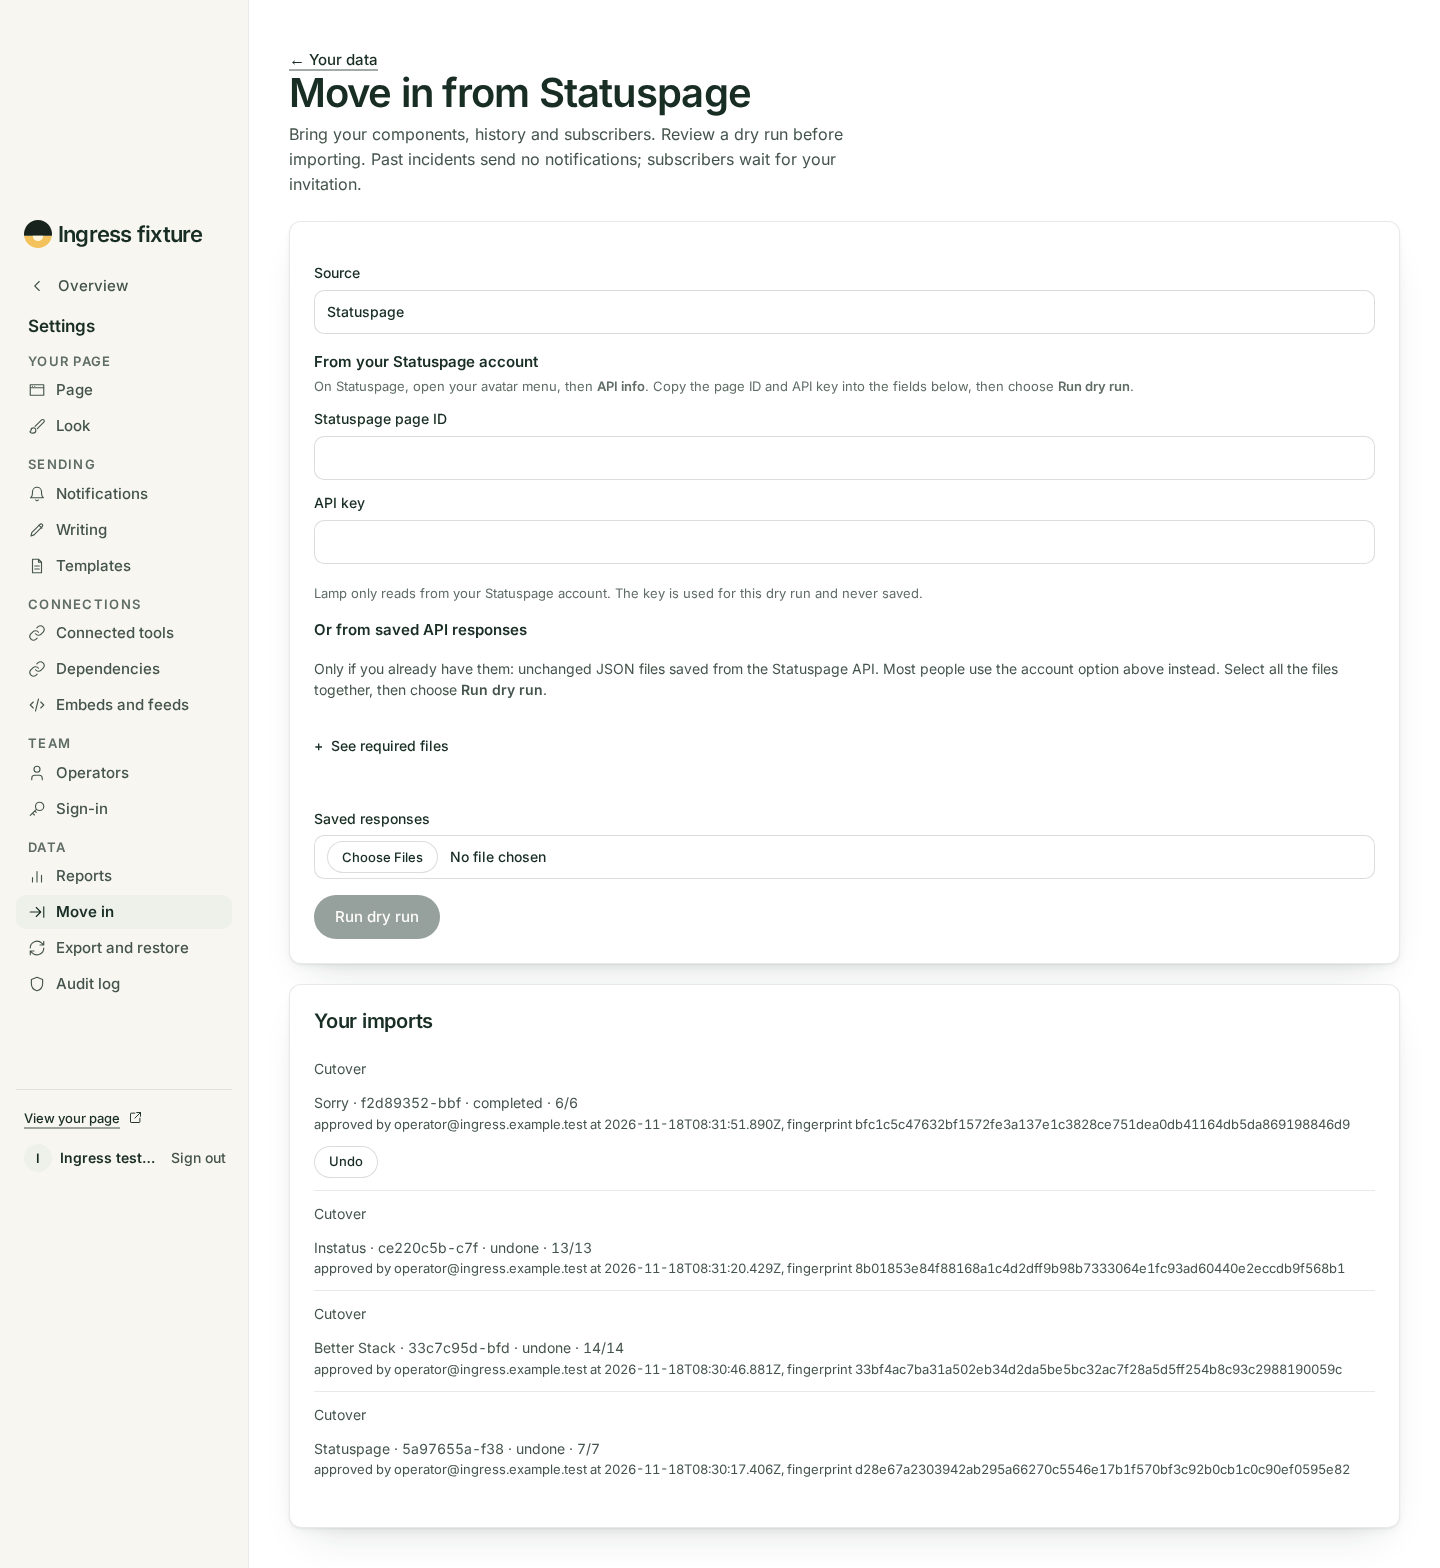 Ingress fixture
Overview
Settings
YOUR PAGE
Page
Look
SENDING
Notifications
Writing
Templates
CONNECTIONS
Connected tools
Dependencies
Embeds and feeds
TEAM
Operators
Sign-in
DATA
Reports
Move in
Export and restore
Audit log
View your page
I Ingress test... Sign out
← Your data
Move in from Statuspage
Bring your components, history and subscribers. Review a dry run before
importing. Past incidents send no notifications; subscribers wait for your
invitation.
Source
Statuspage
From your Statuspage account
On Statuspage, open your avatar menu, then API info. Copy the page ID and API key into the fields below, then choose Run dry run.
Statuspage page ID
API key
Lamp only reads from your Statuspage account. The key is used for this dry run and never saved.
Or from saved API responses
Only if you already have them: unchanged JSON files saved from the Statuspage API. Most people use the account option above instead. Select all the files
together, then choose Run dry run.
+ See required files
Saved responses
Choose Files No file chosen
Run dry run
Your imports
Cutover
Sorry · f2d89352-bbf · completed · 6/6
approved by operator@ingress.example.test at 2026-11-18T08:31:51.890Z, fingerprint bfc1c5c47632bf1572fe3a137e1c3828ce751dea0db41164db5da869198846d9
Undo
Cutover
Instatus · ce220c5b-c7f · undone · 13/13
approved by operator@ingress.example.test at 2026-11-18T08:31:20.429Z, fingerprint 8b01853e84f88168a1c4d2dff9b98b7333064e1fc93ad60440e2eccdb9f568b1
Cutover
Better Stack · 33c7c95d-bfd · undone · 14/14
approved by operator@ingress.example.test at 2026-11-18T08:30:46.881Z, fingerprint 33bf4ac7ba31a502eb34d2da5be5bc32ac7f28a5d5ff254b8c93c2988190059c
Cutover
Statuspage · 5a97655a-f38 · undone · 7/7
approved by operator@ingress.example.test at 2026-11-18T08:30:17.406Z, fingerprint d28e67a2303942ab295a66270c5546e17b1f570bf3c92b0cb1c0c90ef0595e82